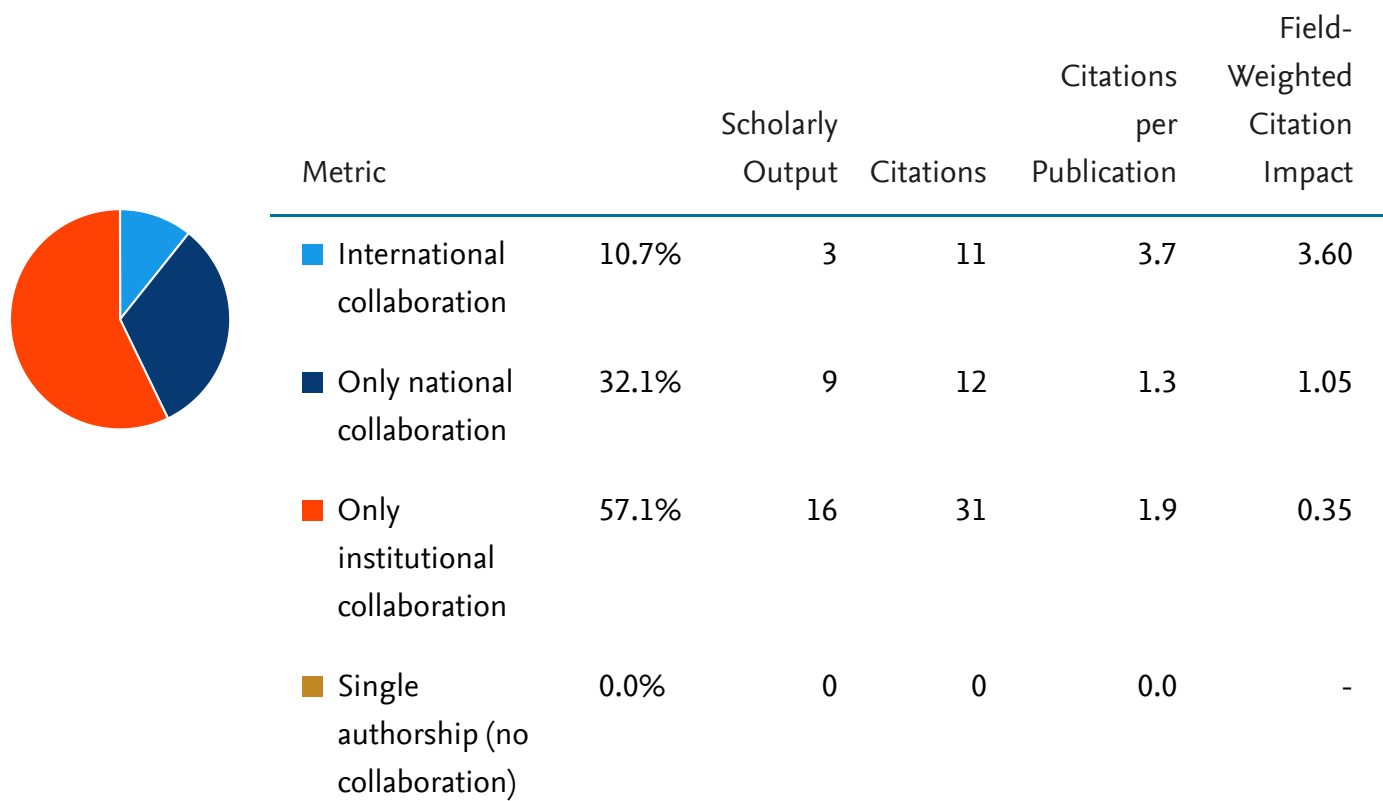 Field-
Citations Weighted
Scholarly per Citation
Metric Output Citations Publication Impact
International 10.7% 3 11 3.7 3.60
collaboration
Only national 32.1% 9 12 1.3 1.05
collaboration
Only 57.1% 16 31 1.9 0.35
institutional
collaboration
Single 0.0% 0 0 0.0 -
authorship (no
collaboration)